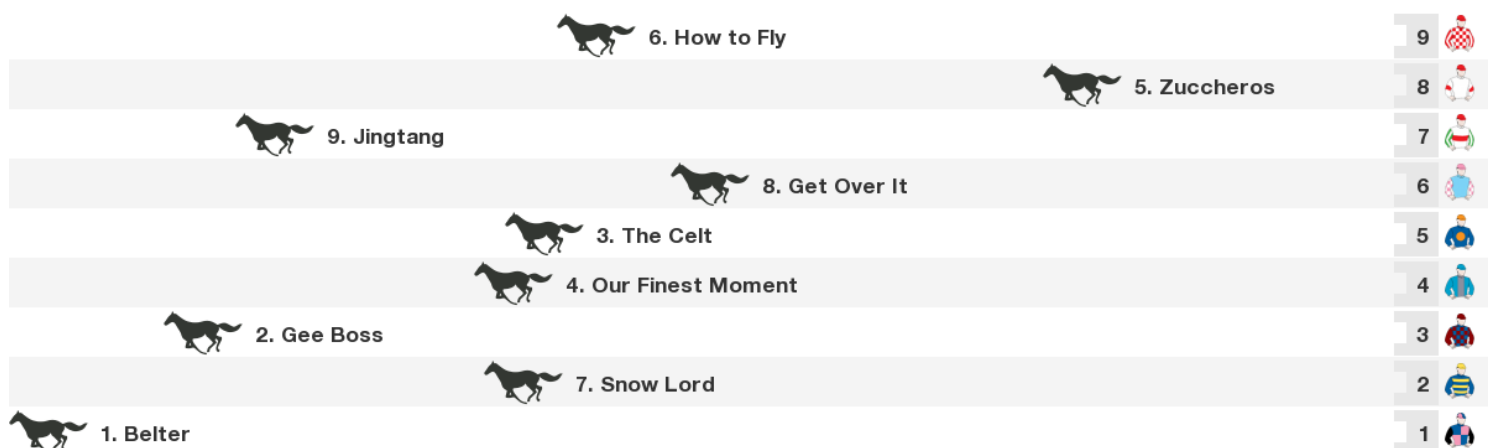 6. How to Fly 9
5. Zuccheros 8
9. Jingtang 7
8. Get Over It 6
3. The Celt 5
4. Our Finest Moment 4
2. Gee Boss 3
7. Snow Lord 2
1. Belter 1